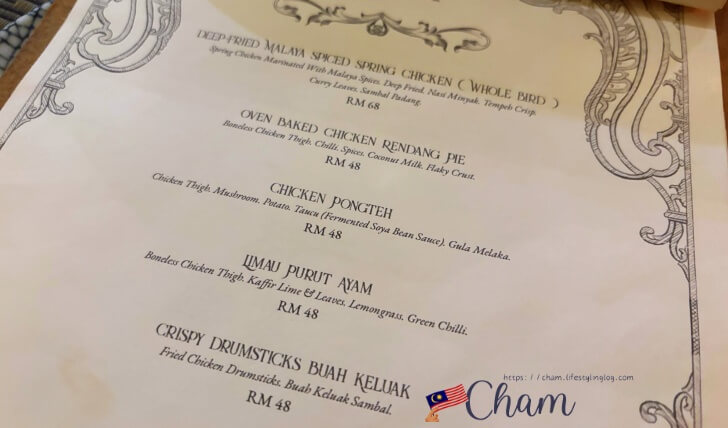 DEEP-FRIED MALAYA SPICED SPRING CHICKEN ( WHOLE BIRD )
Spring Chicken Marinated With Malaya Spices, Deep Fried, Nasi Minyak, Tempeh Crisp,
Curry Leaves, Sambal Padang.
RM 68
OVEN BAKED CHICKEN RENDANG PIE
Boneless Chicken Thigh, Chilli, Spices, Coconut Milk, Flaky Crust.
RM 48
CHICKEN PONGTEH
Chicken Thigh, Mushroom, Potato, Taucu (Fermented Soya Bean Sauce), Gula Melaka.
RM 48
LIMAU PURUT AYAM
Boneless Chicken Thigh, Kaffir Lime & Leaves, Lemongrass, Green Chilli.
RM 48
CRISPY DRUMSTICKS BUAH KELUAK
Fried Chicken Drumsticks, Buah Keluak Sambal.
RM 48
https://cham.lifestylinglog.com
Cham